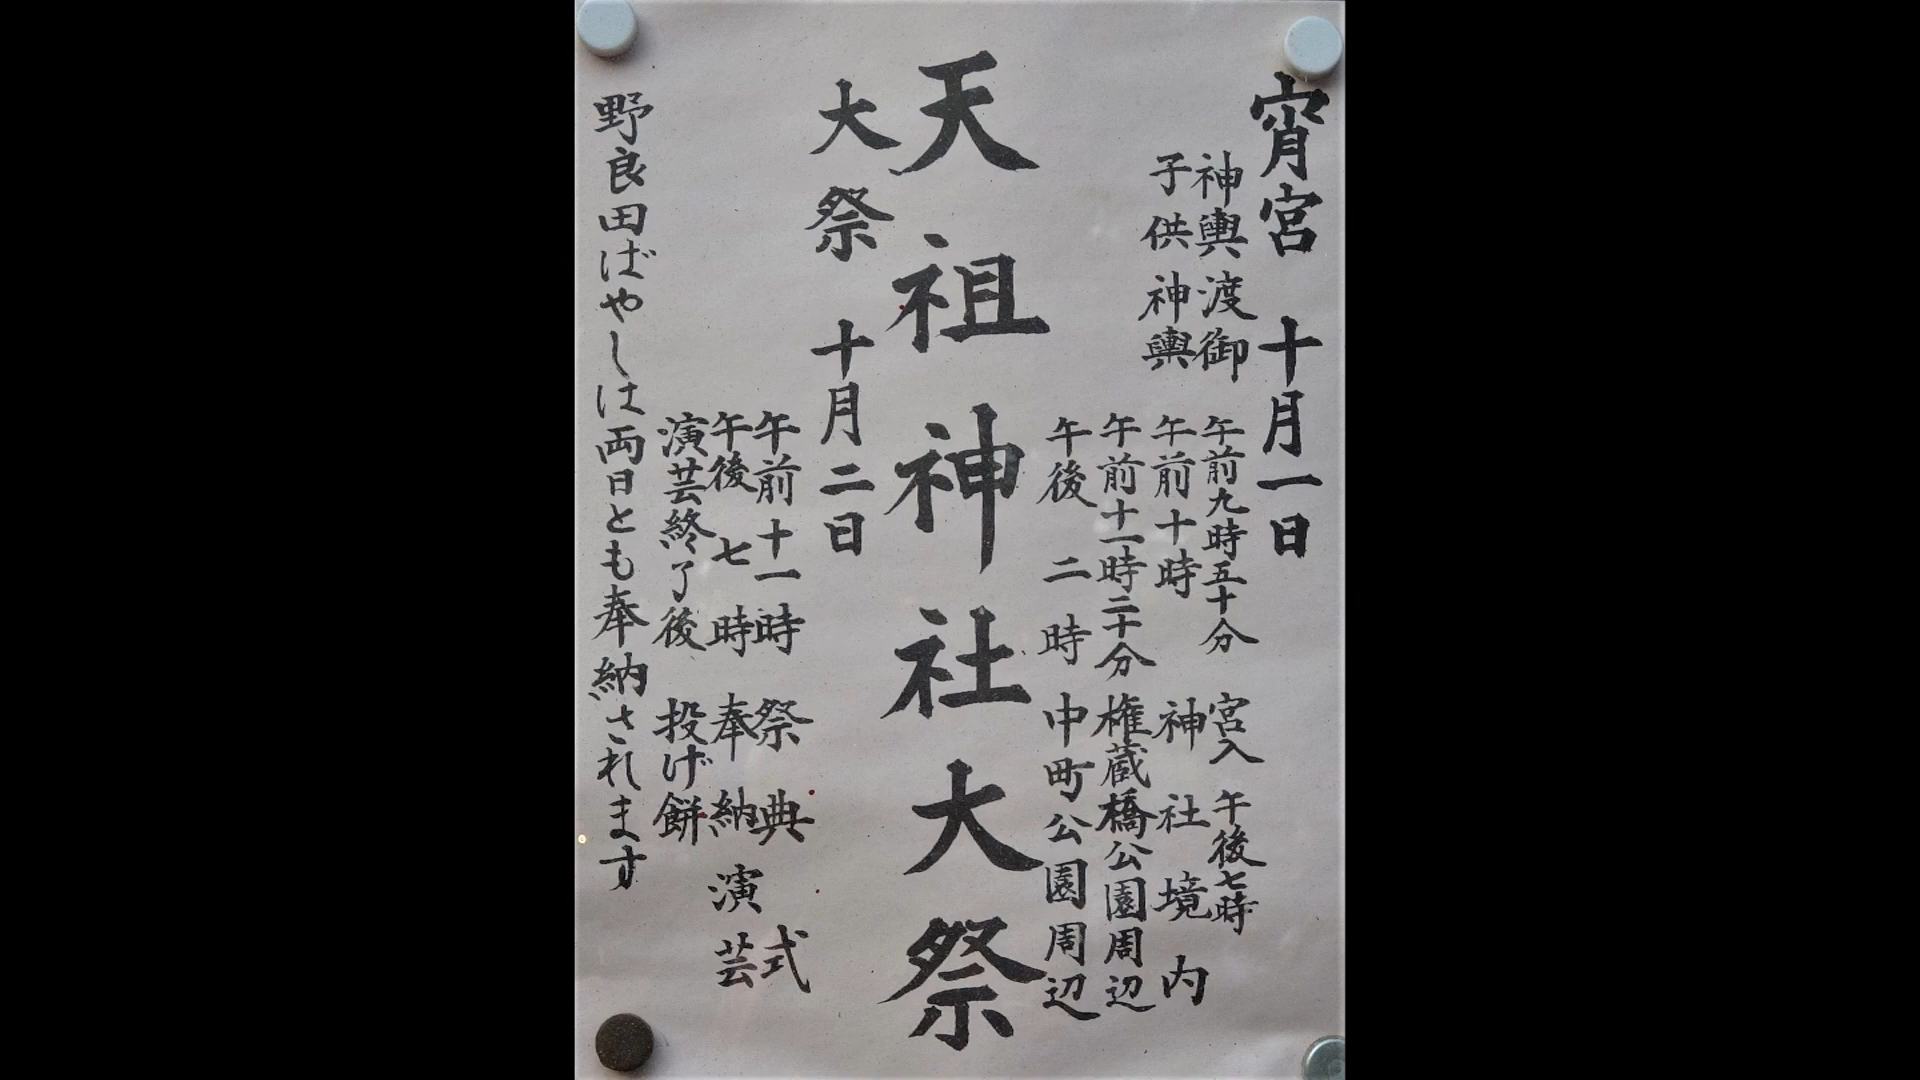 宵宮　十月一日
神輿渡御　午前九時五十分　宮入　午後七時
子供神輿　午前十時　神社境内
午前十一時二十分　権蔵橋公園周辺
午後二時　中町公園周辺
天祖神社大祭
大祭　十月二日
午前十一時　祭典式
午後七時　奉納演芸
演芸終了後　投げ餅
野良田ばやしは両日とも奉納されます